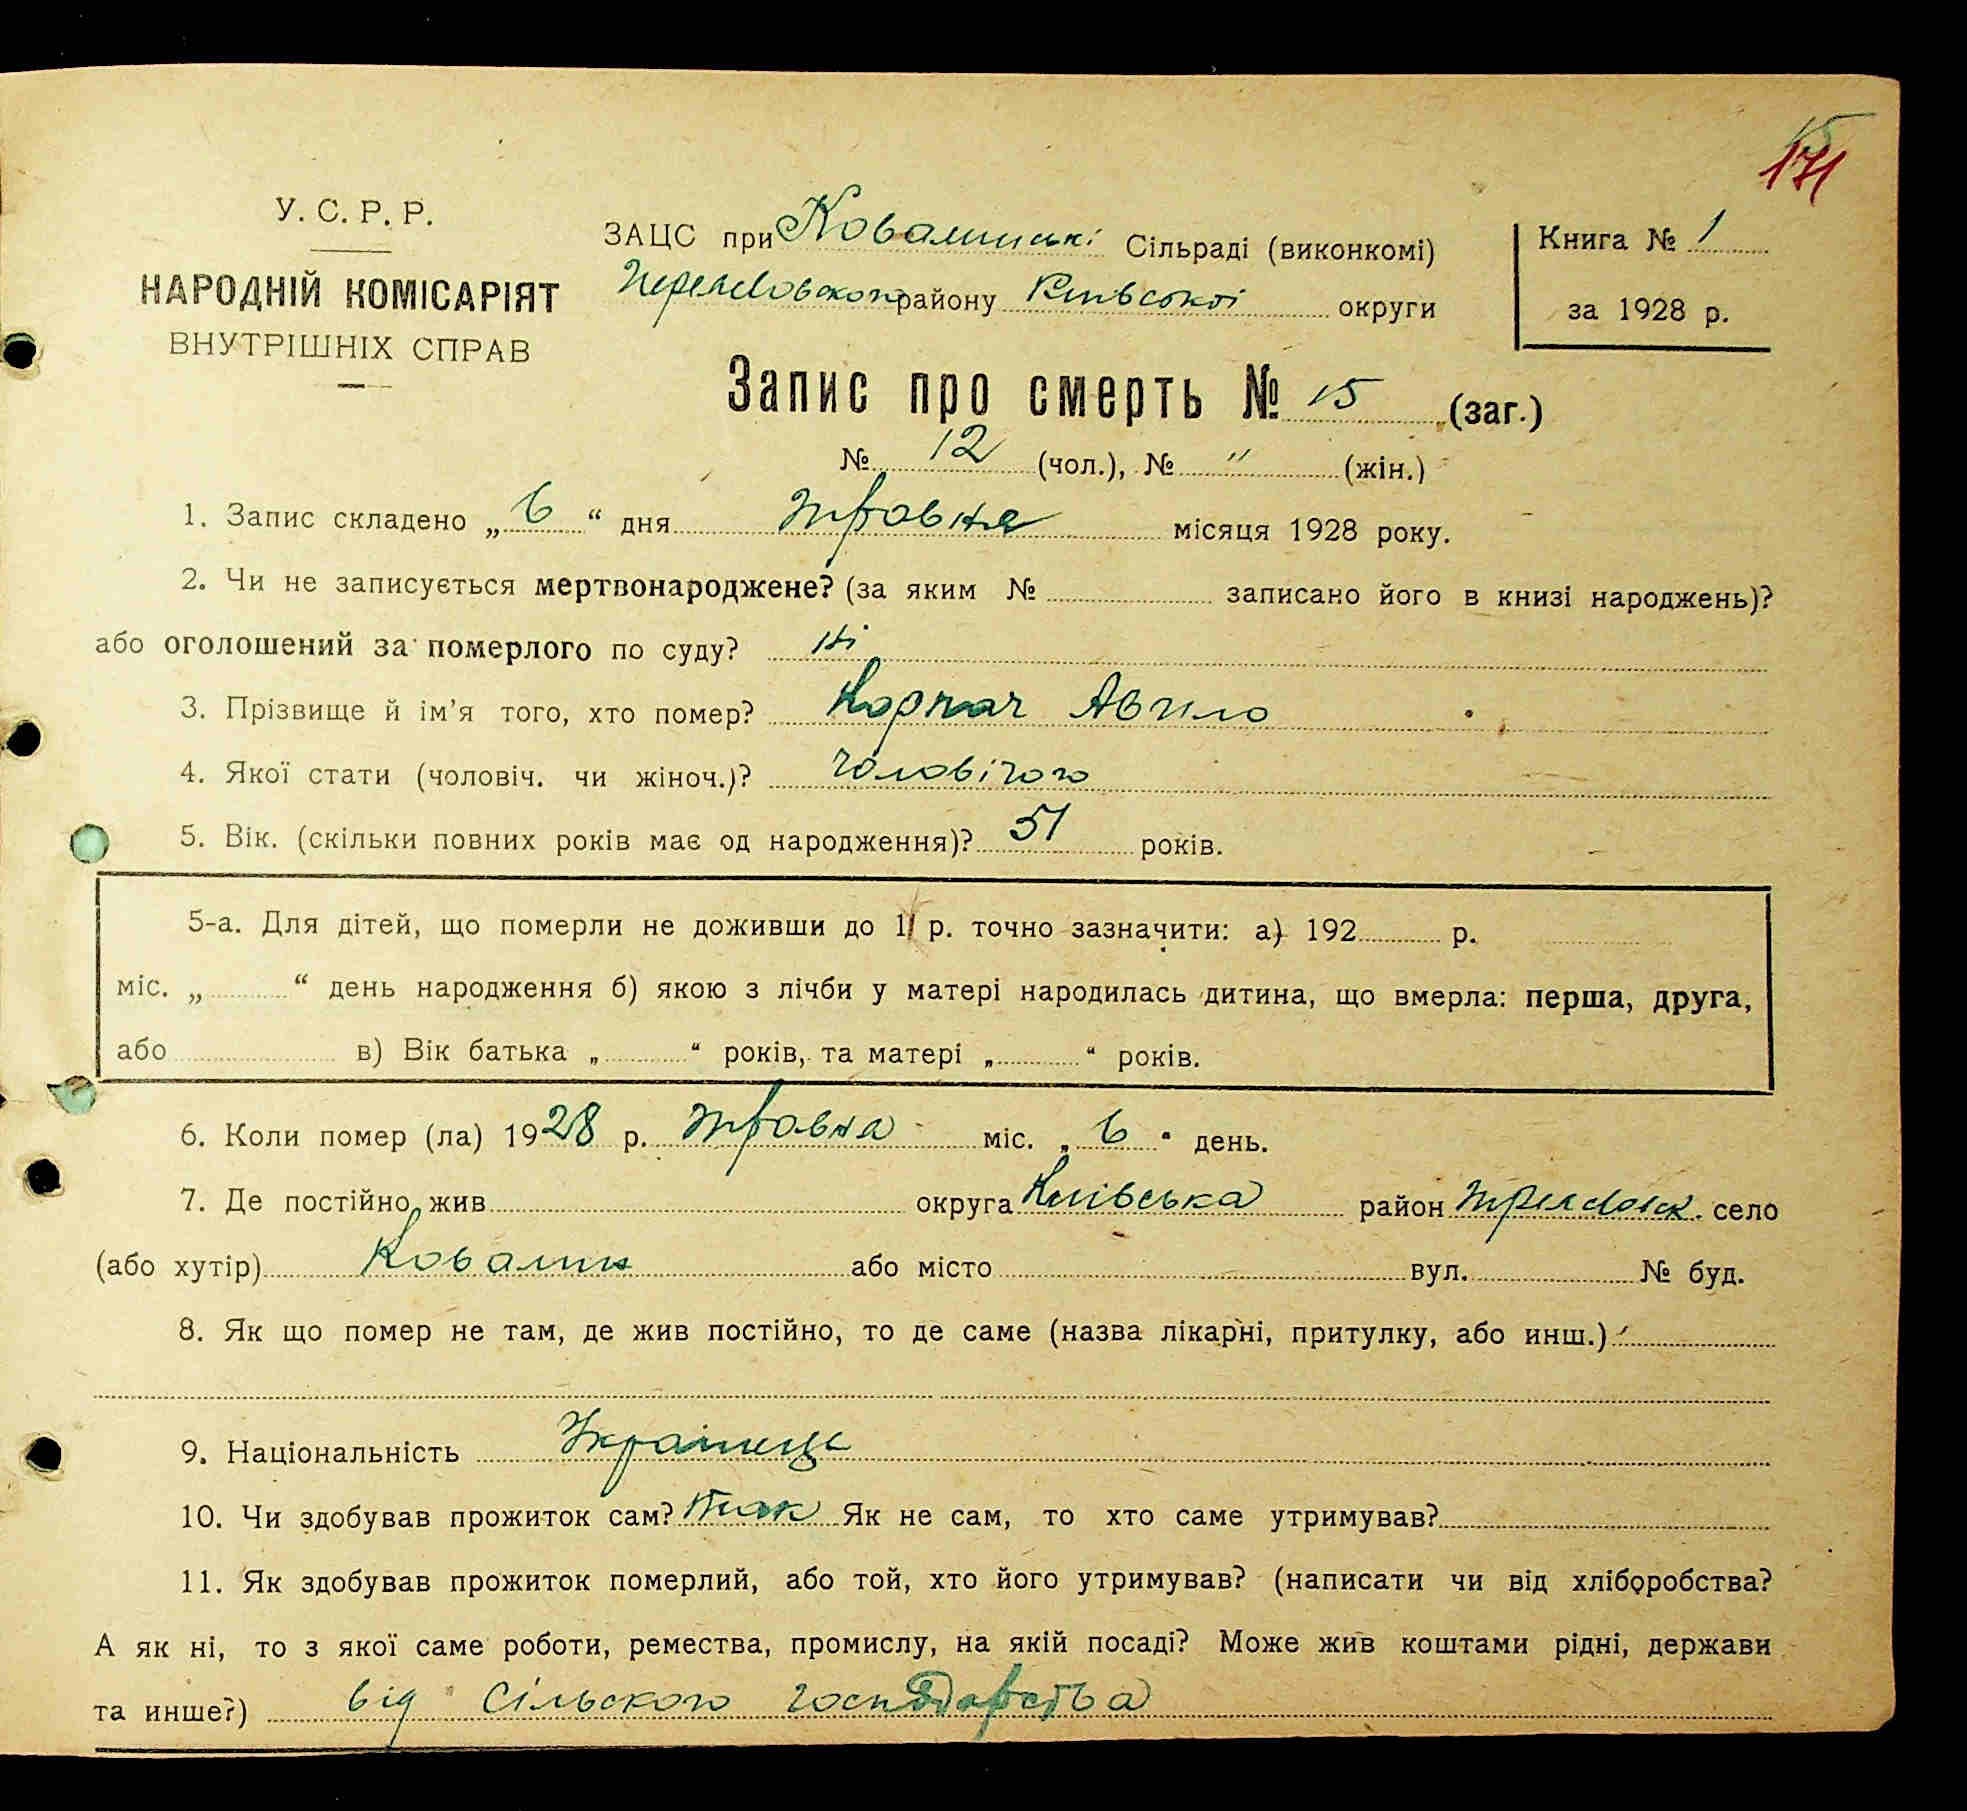 15
171
У. С. Р. Р.
НАРОДНІЙ КОМІСАРІЯТ
ВНУТРІШНІХ СПРАВ
ЗАЦС при Ковалинські Сільраді (виконкомі)
району Київської округи
Книга № 1
за 1928 р.
Запис про смерть № 15 (заг.)
№ 12 (чол.), № " (жін.)
1. Запис складено „ 6 “ дня травня місяця 1928 року.
2. Чи не записується мертвонароджене? (за яким № записано його в книзі народжень)?
або оголошений за померлого по суду? ні
3. Прізвище й ім'я того, хто помер?
4. Якої стати (чоловіч. чи жіноч.)? чоловічого
5. Вік. (скільки повних років має од народження)? 51 років.
5-а. Для дітей, що померли не доживши до 1 р. точно зазначити: а) 192 р.
міс. „ “ день народження б) якою з лічби у матері народилась дитина, що вмерла: перша, друга,
або в) Вік батька „ “ років, та матері „ “ років.
6. Коли помер (ла) 1928 р. травня міс. „ 6 “ день.
7. Де постійно жив округа Київська район село
(або хутір) Ковалин або місто вул. № буд.
8. Як що помер не там, де жив постійно, то де саме (назва лікарні, притулку, або инш.)
9. Національність Українець
10. Чи здобував прожиток сам? так Як не сам, то хто саме утримував?
11. Як здобував прожиток померлий, або той, хто його утримував? (написати чи від хліборобства?
А як ні, то з якої саме роботи, ремества, промислу, на якій посаді? Може жив коштами рідні, держави
та инше?) від сільского господарства